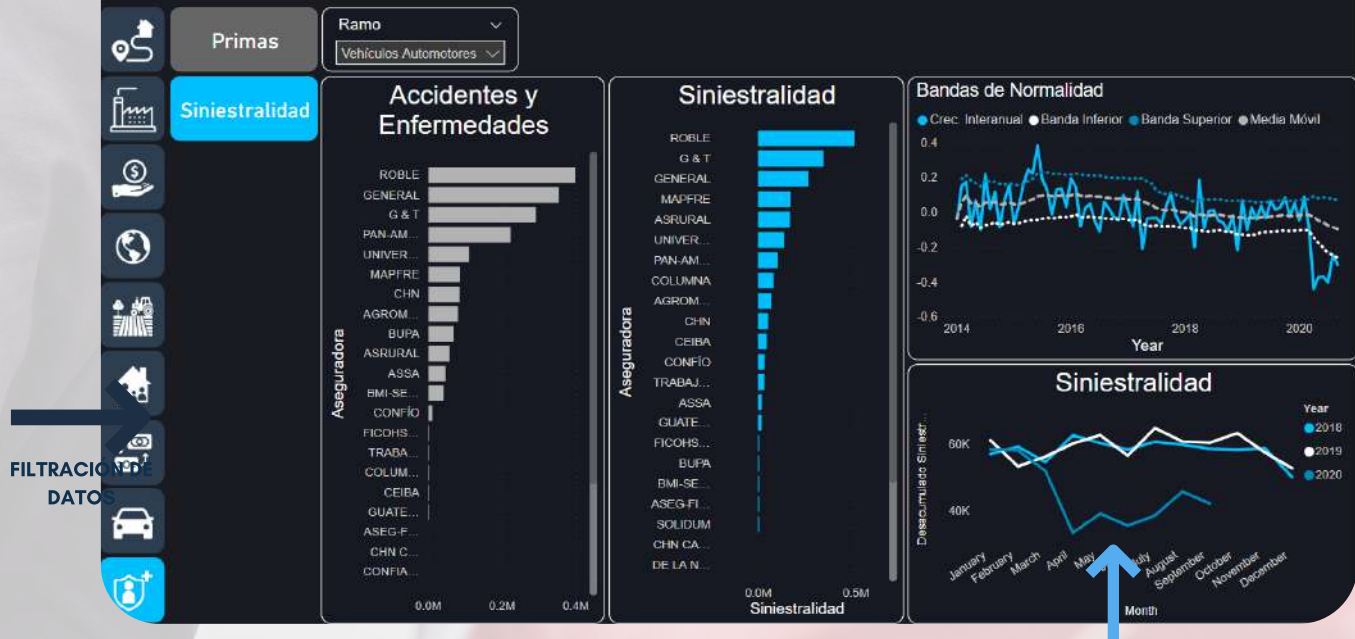 Primas
Siniestralidad
Ramo
Vehículos Automotores
FILTRACIÓN DE
DATOS
Accidentes y
Enfermedades
Aseguradora
ROBLE
GENERAL
G & T
PAN-AM...
UNIVER...
MAPFRE
CHN
AGROM...
BUPA
ASRURAL
ASSA
BMI-SE...
CONFÍO
FICOHS...
TRABA...
COLUM...
CEIBA
GUATE...
ASEG-F...
CHN C...
CONFIA...
0.0M 0.2M 0.4M
Siniestralidad
Aseguradora
ROBLE
G & T
GENERAL
MAPFRE
ASRURAL
UNIVER...
PAN-AM...
COLUMNA
AGROM...
CHN
CEIBA
CONFÍO
TRABAJ...
ASSA
GUATE...
FICOHS...
BUPA
BMI-SE...
ASEG-FI...
SOLIDUM
CHN CA...
DE LA N...
0.0M 0.5M
Siniestralidad
Bandas de Normalidad
Crec. Interanual Banda Inferior Banda Superior Media Móvil
0.4
0.2
0.0
-0.2
-0.4
-0.6
2014 2016 2018 2020
Year
Siniestralidad
Desacumulado Siniestr...
60K
40K
Year
2018
2019
2020
January February March April May July August September October November December
Month